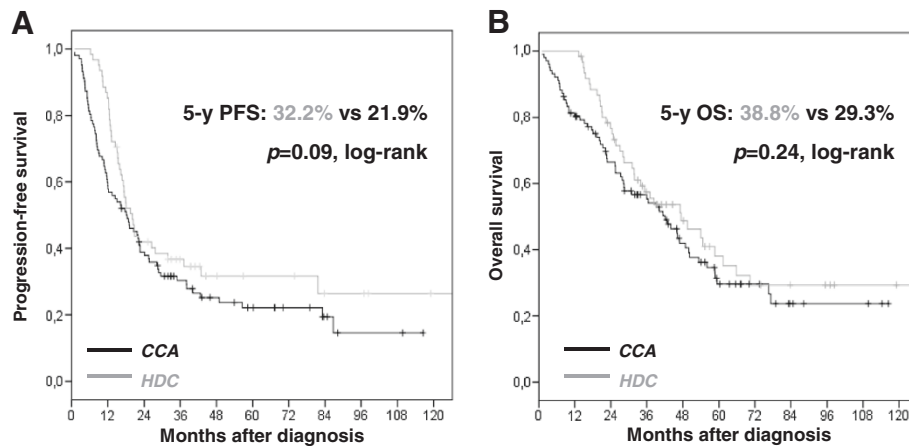 A
Progression-free survival
1,0
0,8
0,6
0,4
0,2
0,0
5-y PFS: 32.2% vs 21.9%
p=0.09, log-rank
CCA
HDC
0 12 24 36 48 60 72 84 96 108 120
Months after diagnosis
B
Overall survival
1,0
0,8
0,6
0,4
0,2
0,0
5-y OS: 38.8% vs 29.3%
p=0.24, log-rank
CCA
HDC
0 12 24 36 48 60 72 84 96 108 120
Months after diagnosis